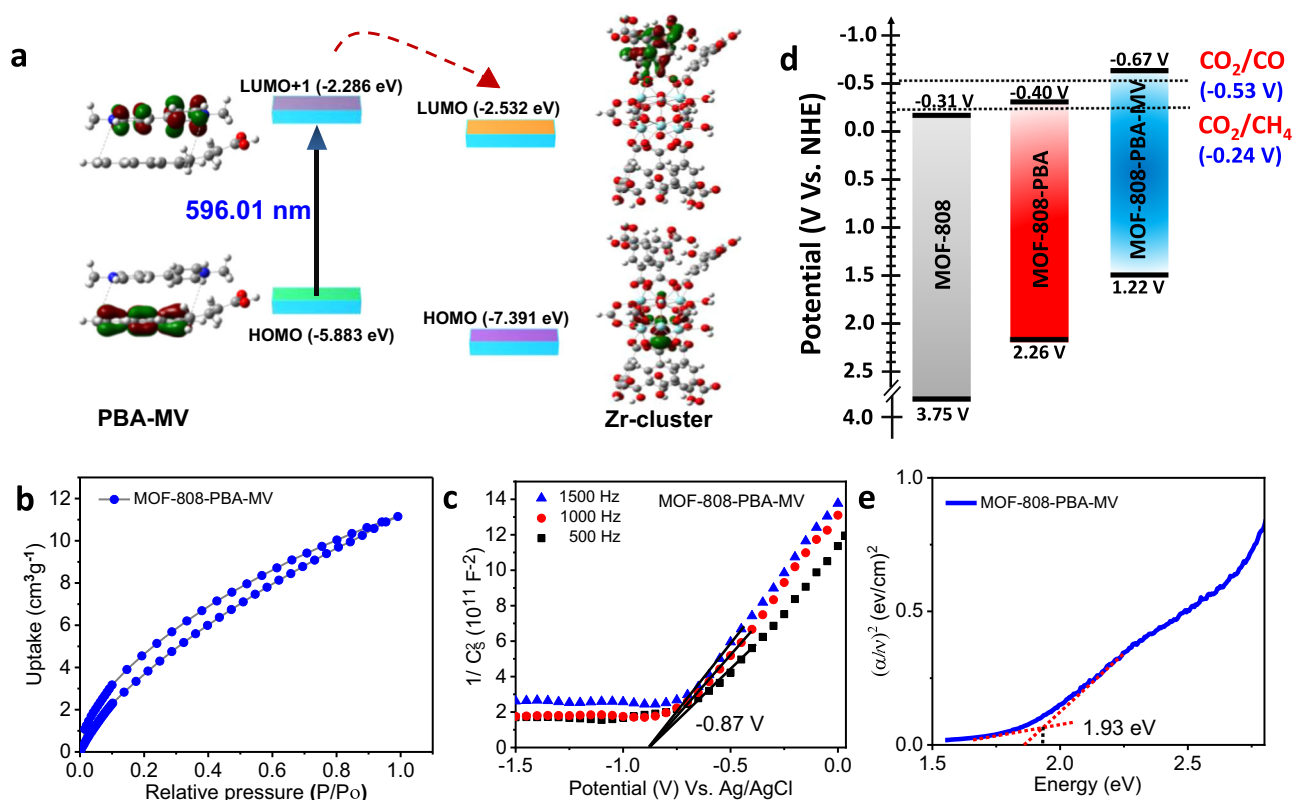 a
LUMO+1 (-2.286 eV)
LUMO (-2.532 eV)
596.01 nm
HOMO (-5.883 eV)
HOMO (-7.391 eV)
PBA-MV
Zr-cluster
d
Potential (V Vs. NHE)
-1.0
-0.5
0.0
0.5
1.0
1.5
2.0
2.5
4.0
-0.31 V
MOF-808
3.75 V
-0.40 V
MOF-808-PBA
2.26 V
-0.67 V
MOF-808-PBA-MV
1.22 V
CO₂/CO
(-0.53 V)
CO₂/CH₄
(-0.24 V)
b
MOF-808-PBA-MV
Uptake (cm³g⁻¹)
12
10
8
6
4
2
0
0.0 0.2 0.4 0.6 0.8 1.0
Relative pressure (P/Po)
c
1500 Hz
1000 Hz
500 Hz
MOF-808-PBA-MV
1/ C²s (10¹¹ F⁻²)
14
12
10
8
6
4
2
0
-0.87 V
-1.5 -1.0 -0.5 0.0
Potential (V) Vs. Ag/AgCl
e
MOF-808-PBA-MV
(α/ν)² (ev/cm)²
1.0
0.5
0.0
1.93 eV
1.5 2.0 2.5
Energy (eV)